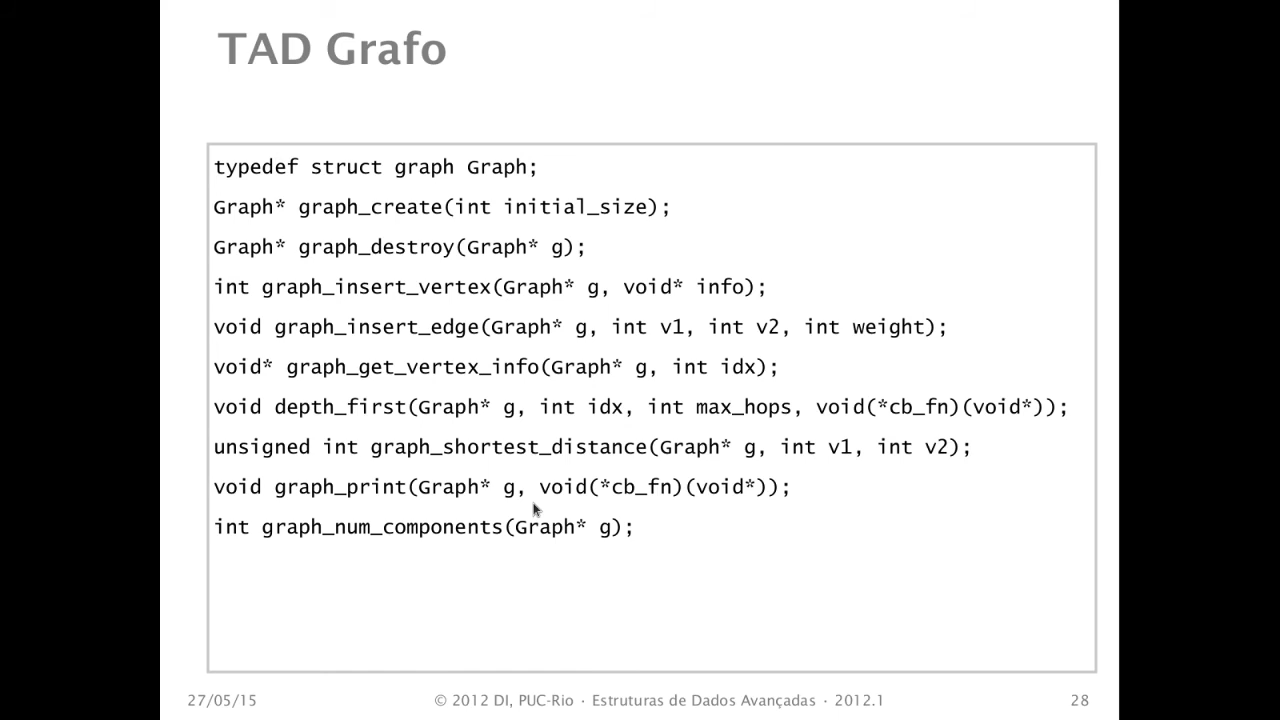 TAD Grafo
typedef struct graph Graph;
Graph* graph_create(int initial_size);
Graph* graph_destroy(Graph* g);
int graph_insert_vertex(Graph* g, void* info);
void graph_insert_edge(Graph* g, int v1, int v2, int weight);
void* graph_get_vertex_info(Graph* g, int idx);
void depth_first(Graph* g, int idx, int max_hops, void(*cb_fn)(void*));
unsigned int graph_shortest_distance(Graph* g, int v1, int v2);
void graph_print(Graph* g, void(*cb_fn)(void*));
int graph_num_components(Graph* g);
27/05/15 © 2012 DI, PUC-Rio · Estruturas de Dados Avançadas · 2012.1 28